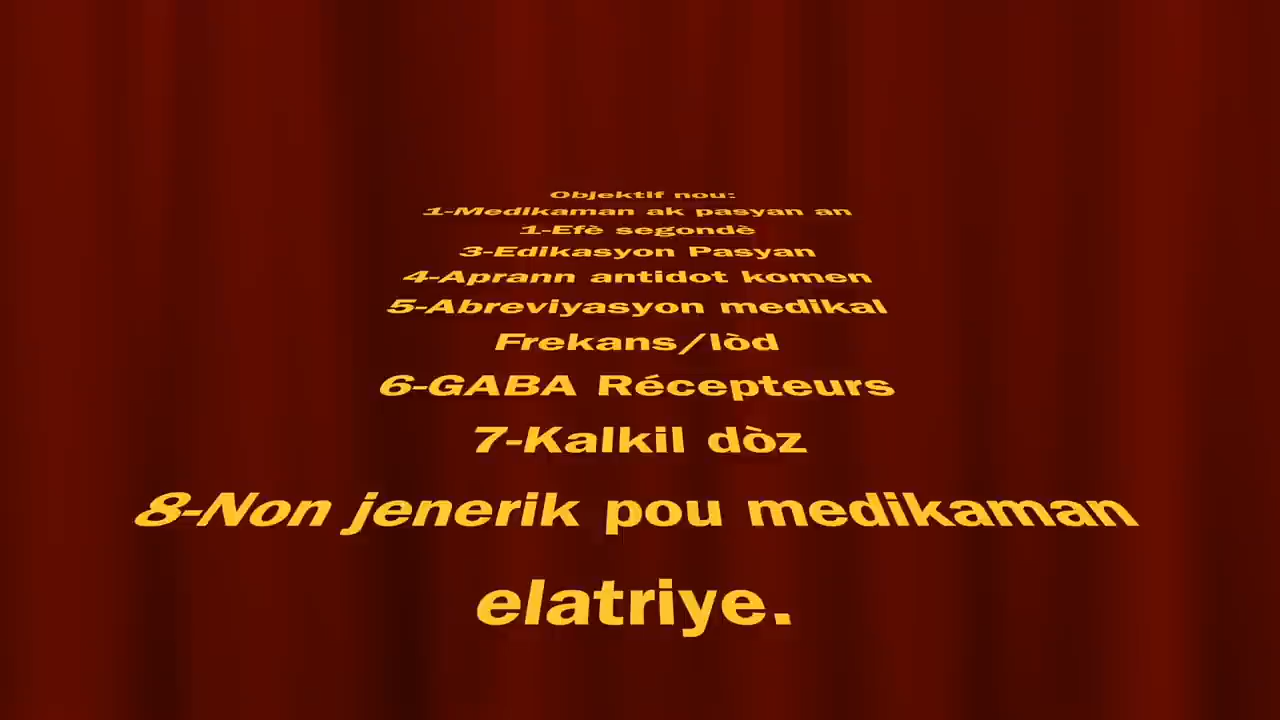 Objektif nou:
1-Medikaman ak pasyan an
1-Efè segondè
3-Edikasyon Pasyan
4-Aprann antidot komen
5-Abreviyasyon medikal
Frekans/lòd
6-GABA Récepteurs
7-Kalkil dòz
8-Non jenerik pou medikaman
elatriye.